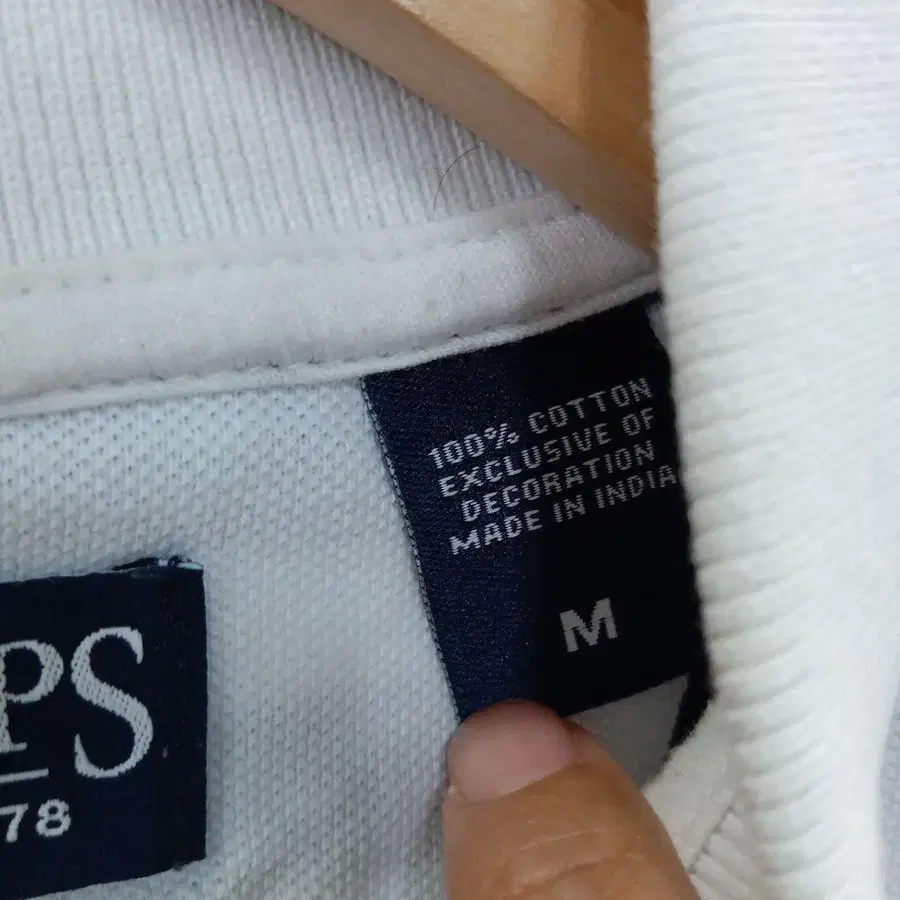 100% COTTON
EXCLUSIVE OF
DECORATION
MADE IN INDIA
M
PS
78